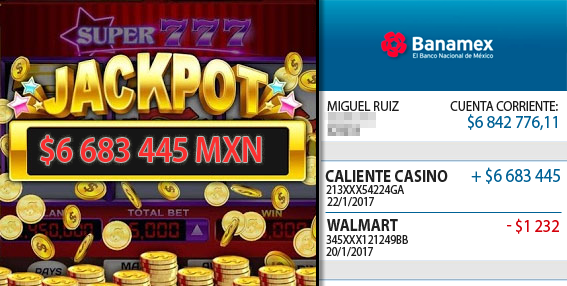 SUPER 777
JACKPOT
$6 683 445 MXN
TOTAL BET
WIN
PAYS
Banamex
El Banco Nacional de México
MIGUEL RUIZ
CUENTA CORRIENTE:
$6 842 776,11
CALIENTE CASINO + $6 683 445
213XXX54224GA
22/1/2017
WALMART - $1 232
345XXX121249BB
20/1/2017